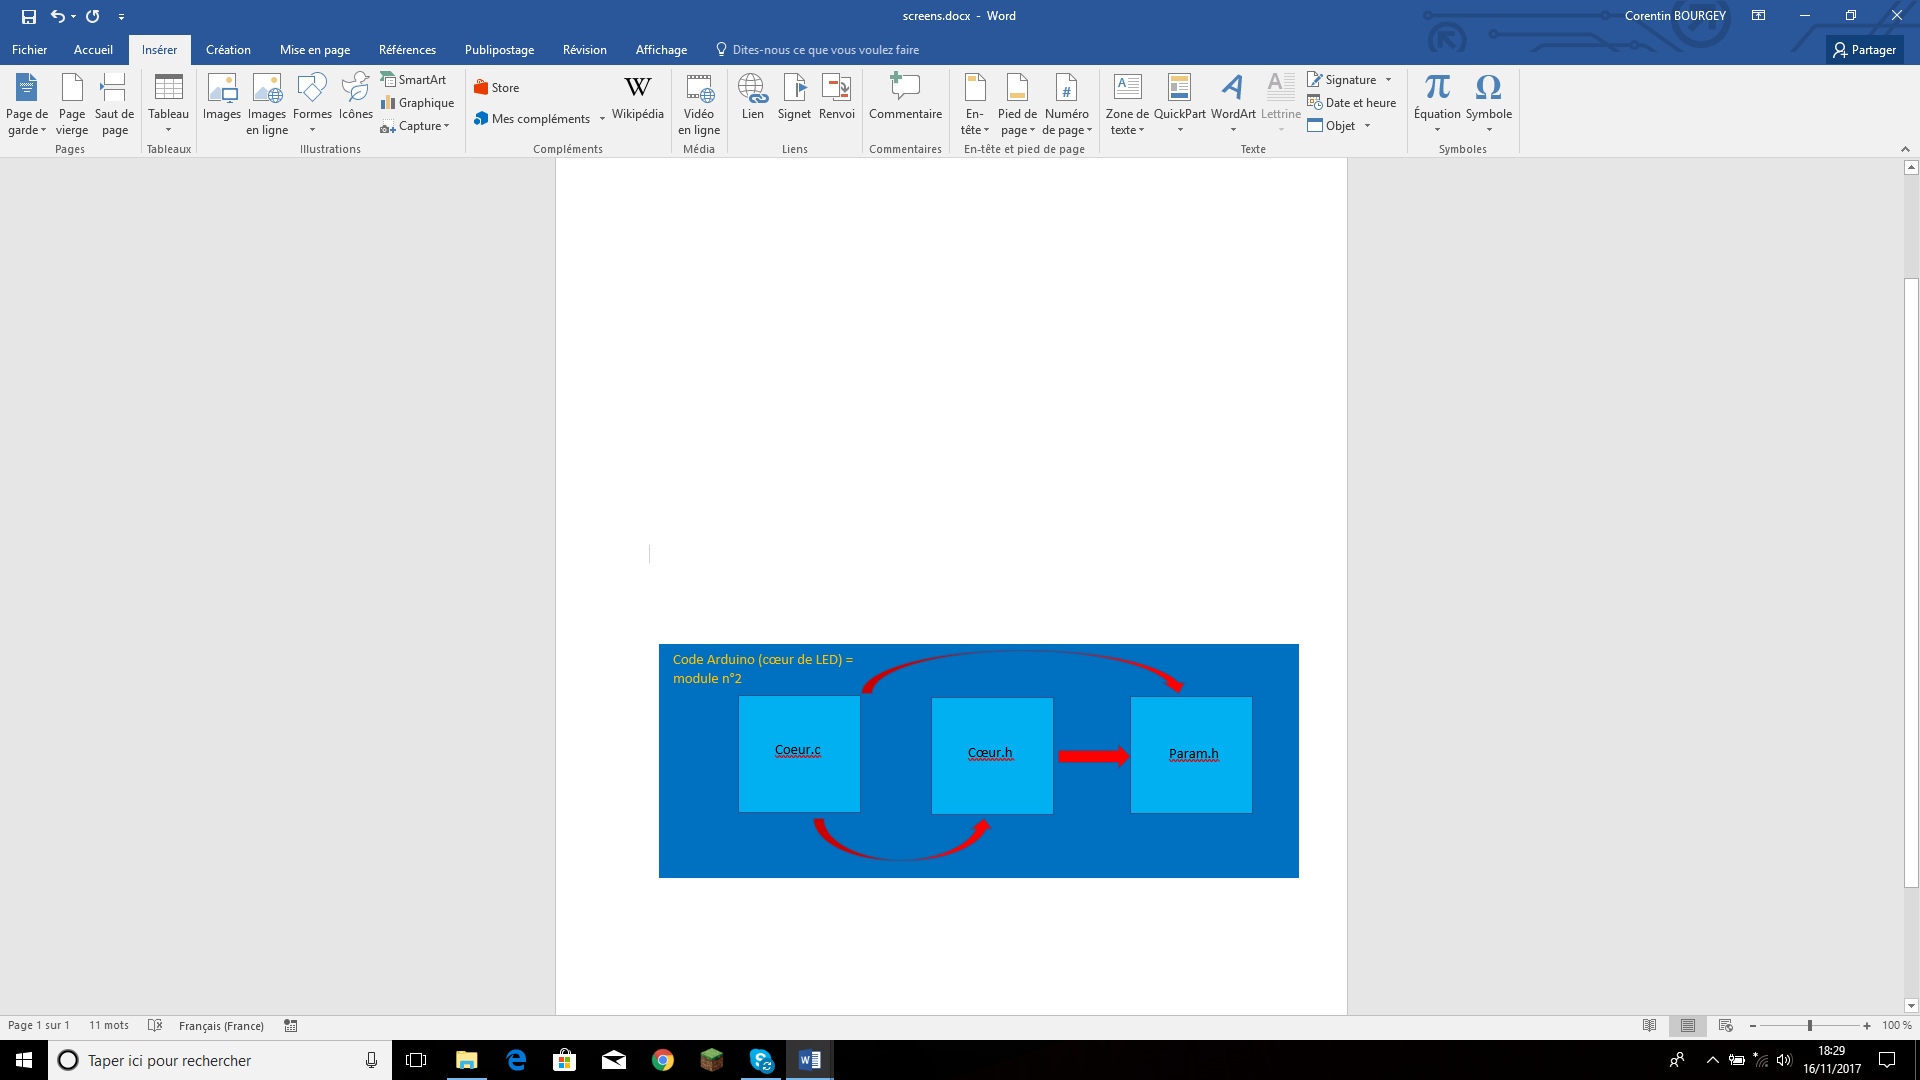 screens.docx - Word
Corentin BOURGEY
Fichier
Accueil
Insérer
Création
Mise en page
Références
Publipostage
Révision
Affichage
Dites-nous ce que vous voulez faire
Partager
Page de garde
Page vierge
Saut de page
Pages
Tableau
Tableaux
Images
Images en ligne
Formes
Icônes
SmartArt
Graphique
Capture
Illustrations
Store
Mes compléments
W
Wikipédia
Compléments
Vidéo en ligne
Média
Lien
Signet
Renvoi
Liens
Commentaire
Commentaires
En-tête
Pied de page
#
Numéro de page
En-tête et pied de page
A
Zone de texte
QuickPart
A
WordArt
A
Lettrine
Signature
Date et heure
Objet
Texte
π
Équation
Ω
Symbole
Symboles
Code Arduino (cœur de LED) =
module n°2
Coeur.c
Cœur.h
Param.h
Page 1 sur 1
11 mots
Français (France)
100 %
Taper ici pour rechercher
18:29
16/11/2017